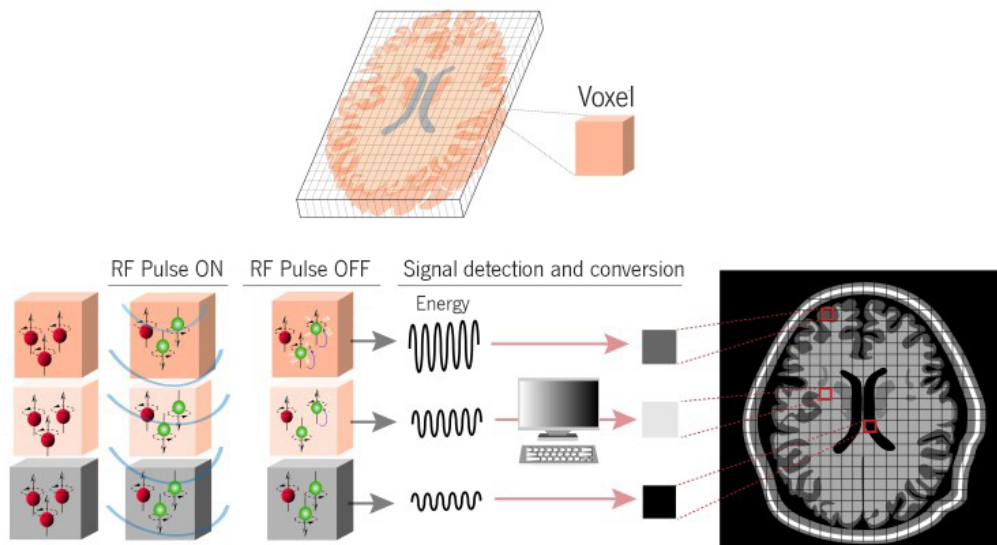 Voxel
RF Pulse ON
RF Pulse OFF
Signal detection and conversion
Energy